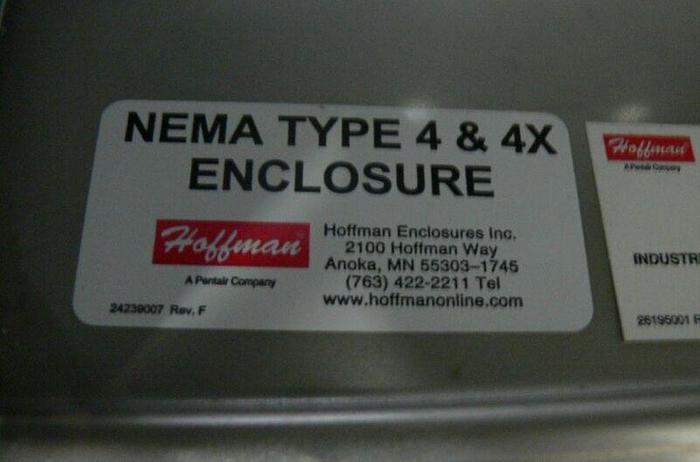 NEMA TYPE 4 & 4X
ENCLOSURE
Hoffman
A Pentair Company
24239007 Rev. F
Hoffman Enclosures Inc.
2100 Hoffman Way
Anoka, MN 55303–1745
(763) 422-2211 Tel
www.hoffmanonline.com
Hoffman
A Pentair Company
INDUSTRI
26195001 R